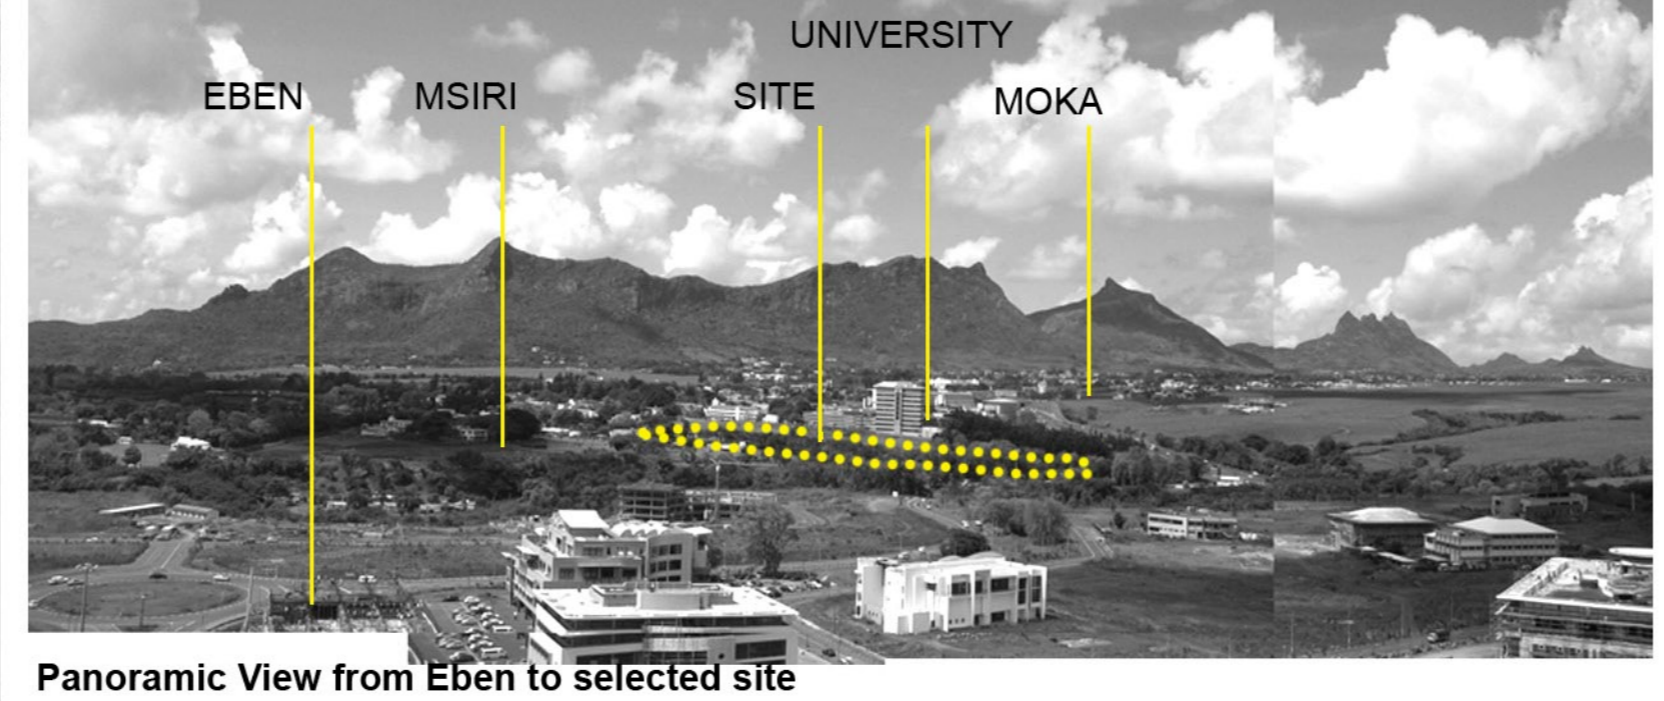 UNIVERSITY
EBEN
MSIRI
SITE
MOKA
Panoramic View from Eben to selected site